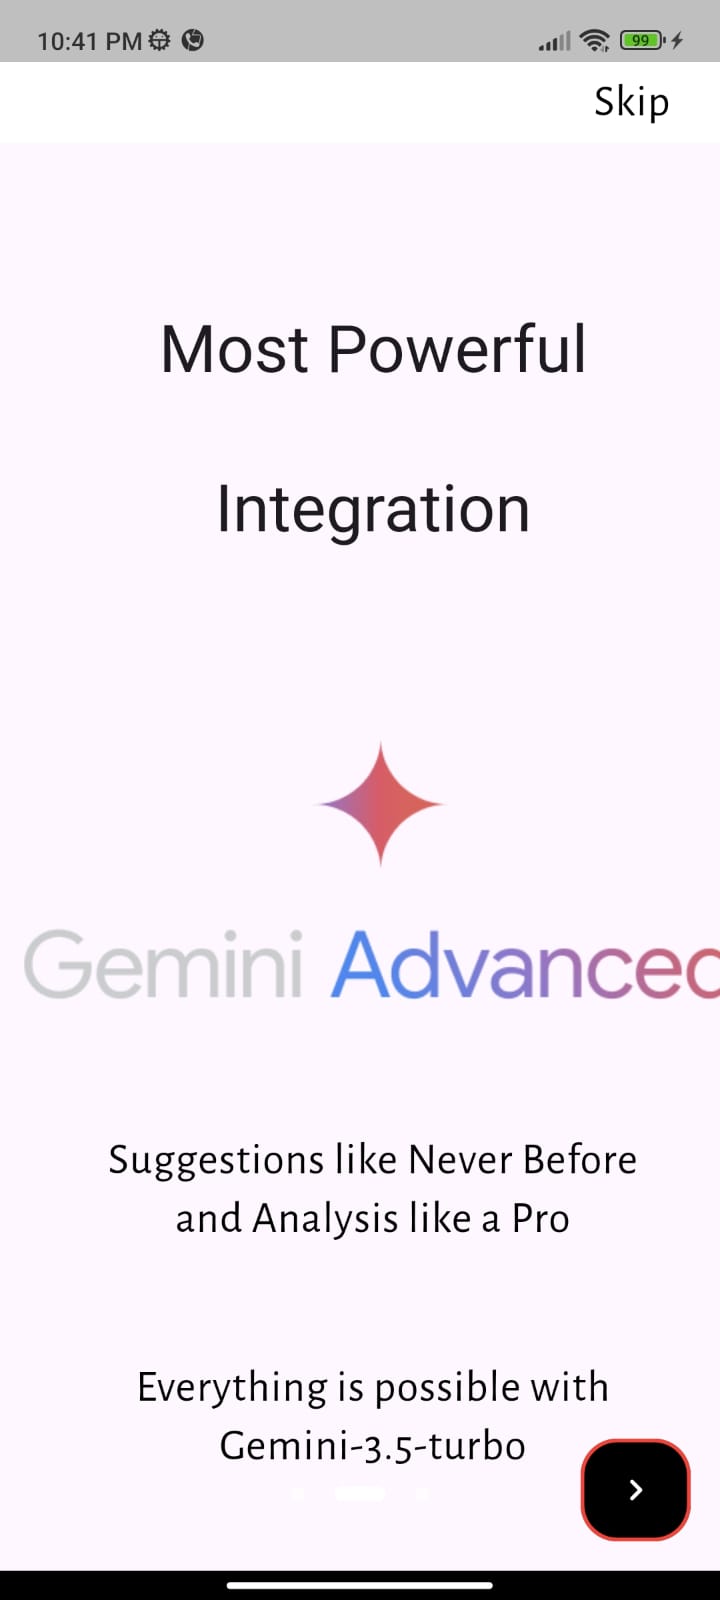 10:41 PM
99
Skip
Most Powerful
Integration
Gemini Advanced
Suggestions like Never Before
and Analysis like a Pro
Everything is possible with
Gemini-3.5-turbo